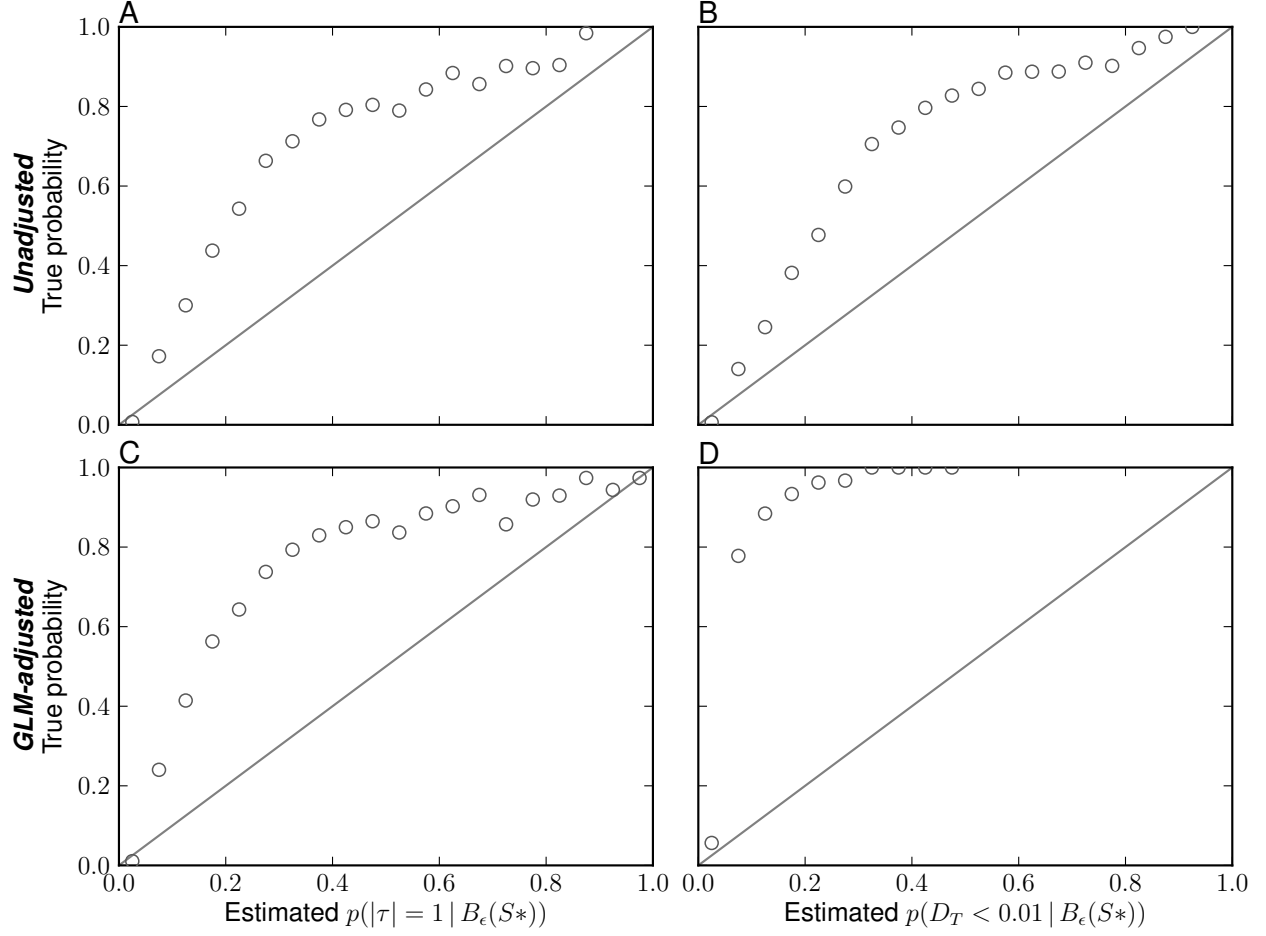 A
B
1.0
0.8
0.6
0.4
0.2
0.0
Unadjusted
True probability
C
D
1.0
0.8
0.6
0.4
0.2
0.0
GLM-adjusted
True probability
0.0 0.2 0.4 0.6 0.8 1.0
0.0 0.2 0.4 0.6 0.8 1.0
Estimated p(|τ| = 1 | B_ϵ(S∗))
Estimated p(D_T < 0.01 | B_ϵ(S∗))